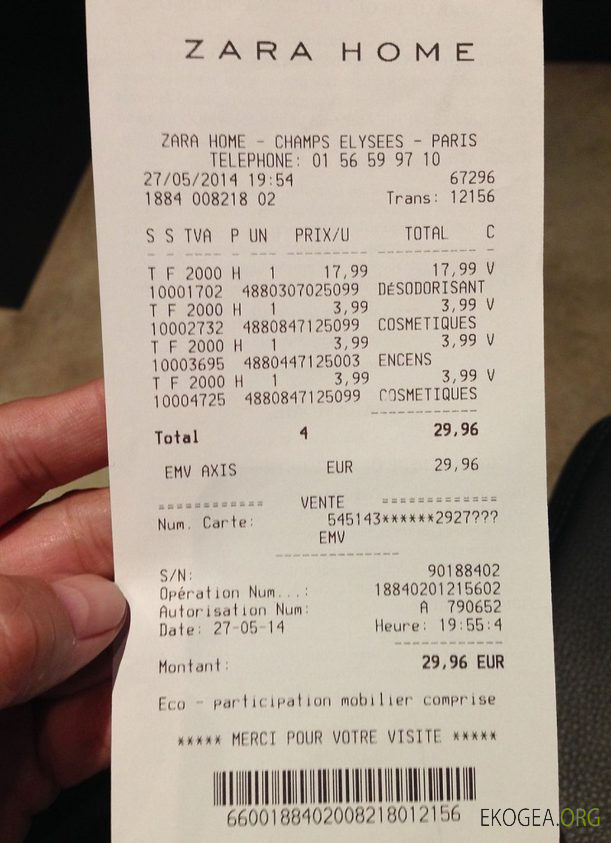 ZARA HOME
ZARA HOME - CHAMPS ELYSEES - PARIS
TELEPHONE: 01 56 59 97 10
27/05/2014 19:54 67296
1884 008218 02 Trans: 12156
S S TVA P UN PRIX/U TOTAL C
T F 2000 H 1 17,99 17,99 V
10001702 4880307025099 DÉSODORISANT
T F 2000 H 1 3,99 3,99 V
10002732 4880847125099 COSMETIQUES
T F 2000 H 1 3,99 3,99 V
10003695 4880447125003 ENCENS
T F 2000 H 1 3,99 3,99 V
10004725 4880847125099 COSMETIQUES
Total 4 29,96
EMV AXIS EUR 29,96
============ VENTE =============
Num. Carte: 545143******2927???
EMV
S/N: 90188402
Opération Num...: 18840201215602
Autorisation Num: A 790652
Date: 27-05-14 Heure: 19:55:4
Montant: 29,96 EUR
Eco - participation mobilier comprise
***** MERCI POUR VOTRE VISITE *****
6600188402008218012156
EKOGEA.ORG